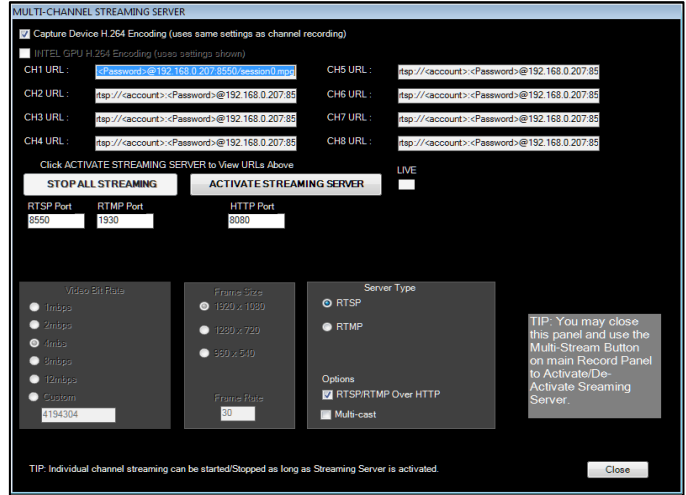 MULTI-CHANNEL STREAMING SERVER
Capture Device H.264 Encoding (uses same settings as channel recording)
INTEL GPU H.264 Encoding (uses settings shown)
CH1 URL : <Password>@192.168.0.207:8550/session0.mpg
CH5 URL : rtsp://<account>:<Password>@192.168.0.207:85
CH2 URL : rtsp://<account>:<Password>@192.168.0.207:85
CH6 URL : rtsp://<account>:<Password>@192.168.0.207:85
CH3 URL : rtsp://<account>:<Password>@192.168.0.207:85
CH7 URL : rtsp://<account>:<Password>@192.168.0.207:85
CH4 URL : rtsp://<account>:<Password>@192.168.0.207:85
CH8 URL : rtsp://<account>:<Password>@192.168.0.207:85
Click ACTIVATE STREAMING SERVER to View URLs Above
STOP ALL STREAMING
ACTIVATE STREAMING SERVER
LIVE
RTSP Port
RTMP Port
HTTP Port
8550
1930
8080
Video Bit Rate
1mbps
2mbps
4mbs
8mbps
12mbps
Custom
4194304
Frame Size
1920 x 1080
1280 x 720
960 x 540
Frame Rate
30
Server Type
RTSP
RTMP
Options
RTSP/RTMP Over HTTP
Multi-cast
TIP: You may close
this panel and use the
Multi-Stream Button
on main Record Panel
to Activate/De-
Activate Sreaming
Server.
TIP: Individual channel streaming can be started/Stopped as long as Streaming Server is activated.
Close